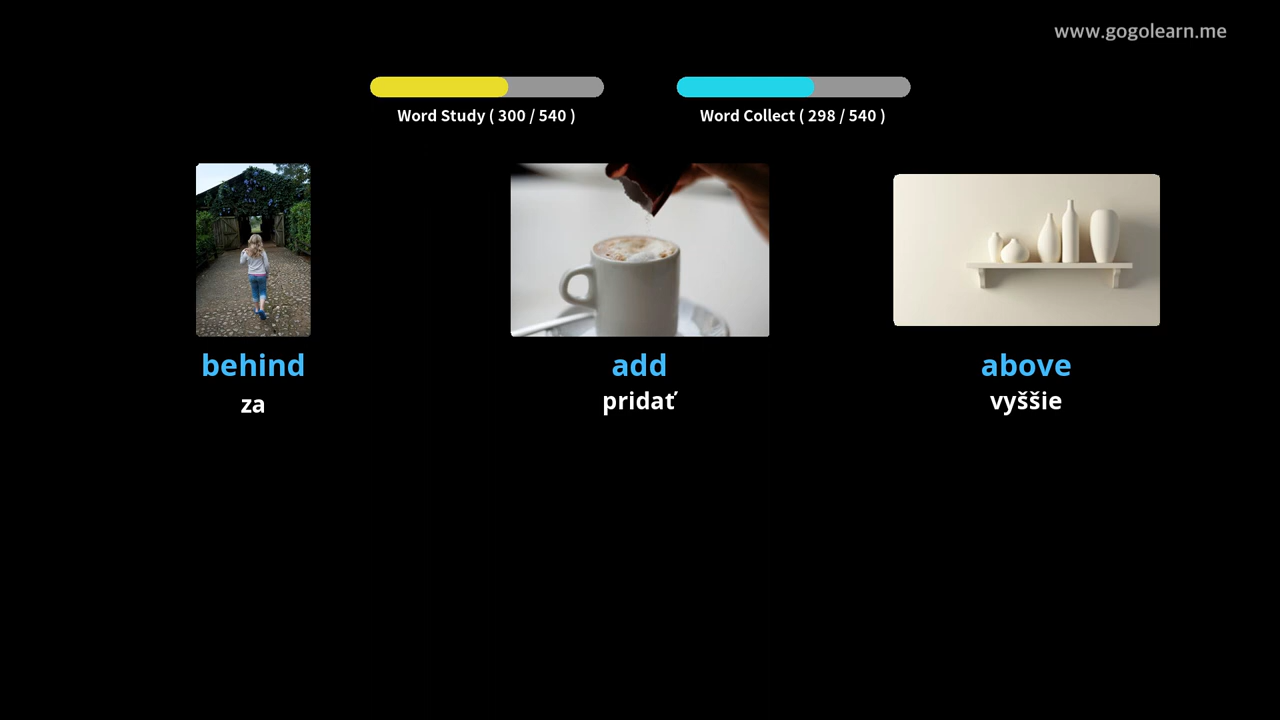 www.gogolearn.me
Word Study ( 300 / 540 )
Word Collect ( 298 / 540 )
behind
za
add
pridať
above
vyššie